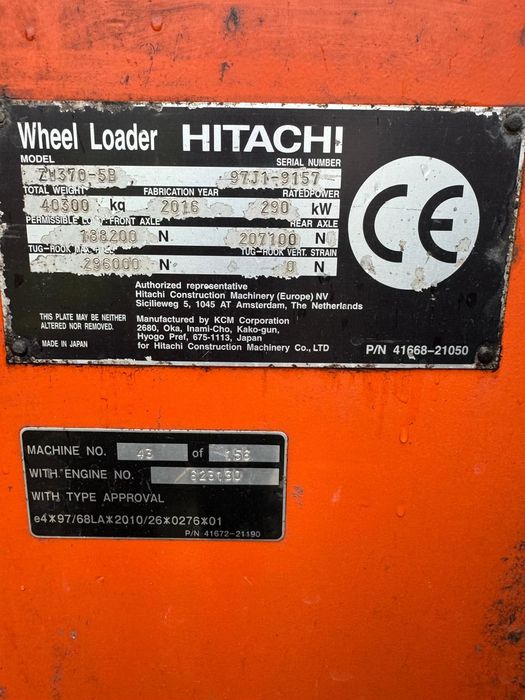 Wheel Loader HITACHI
MODEL SERIAL NUMBER
ZW370-5B 97J1-9157
TOTAL WEIGHT FABRICATION YEAR RATEDPOWER
40300 kg 2016 290 kW
PERMISSIBLE LOAD:FRONT AXLE REAR AXLE
188200 N 207100 N
TUG-HOOK MAX. TUG-HOOK VERT. STRAIN
296000 N 0 N
CE
Authorized representative
Hitachi Construction Machinery (Europe) NV
Sicilieweg 5, 1045 AT Amsterdam, The Netherlands
THIS PLATE MAY BE NEITHER
ALTERED NOR REMOVED.
MADE IN JAPAN
Manufactured by KCM Corporation
2680, Oka, Inami-Cho, Kako-gun,
Hyogo Pref, 675-1113, Japan
for Hitachi Construction Machinery Co., LTD
P/N 41668-21050
MACHINE NO. 43 of 156
WITH ENGINE NO.
WITH TYPE APPROVAL
e4*97/68LA*2010/26*0276*01
P/N 41672-21190